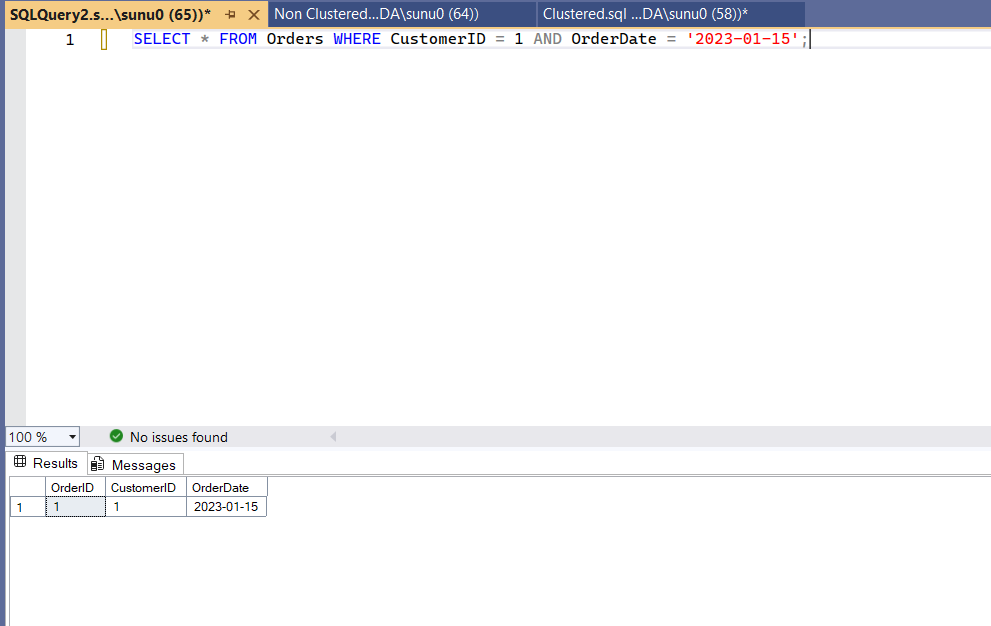 SQLQuery2.s...\sunu0 (65))* Non Clustered...DA\sunu0 (64)) Clustered.sql ...DA\sunu0 (58))*
1 SELECT * FROM Orders WHERE CustomerID = 1 AND OrderDate = '2023-01-15';
100 % No issues found
Results Messages
OrderID CustomerID OrderDate
1 1 1 2023-01-15